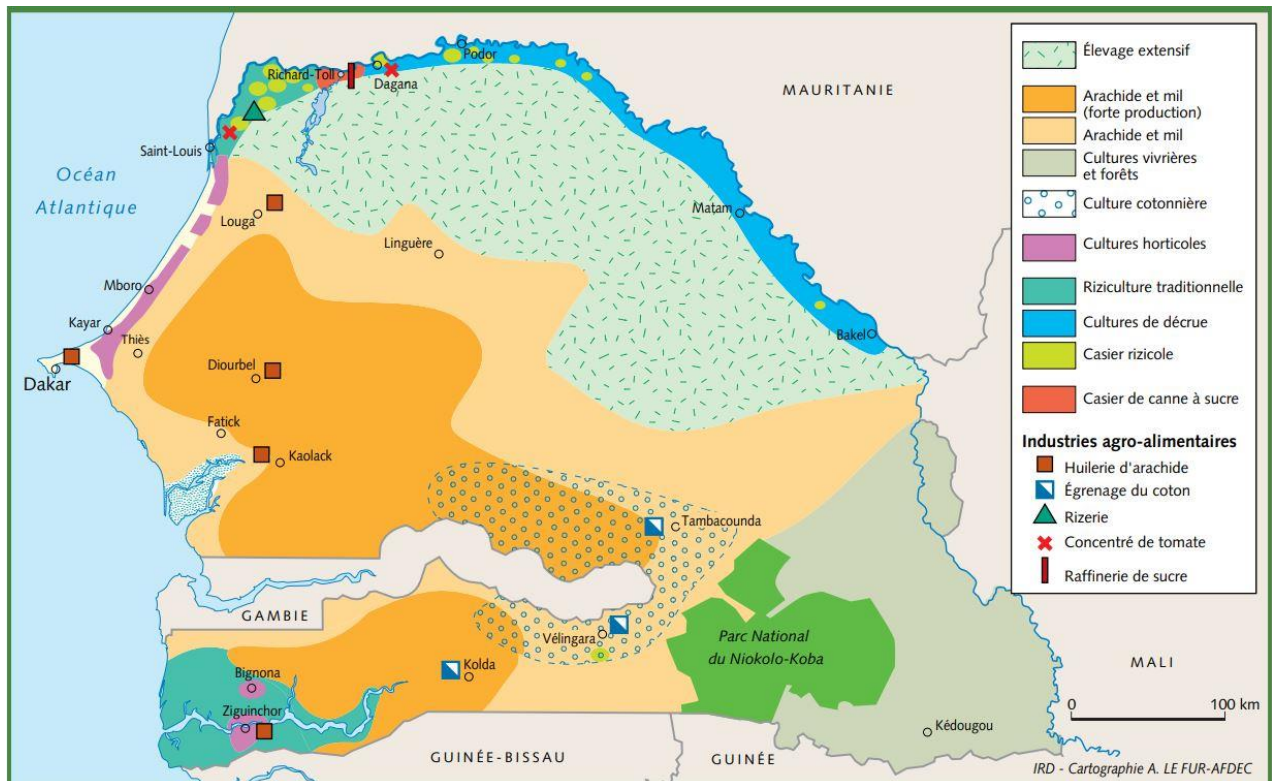 Podor
Richard-Toll
Dagana
MAURITANIE
Saint-Louis
Océan
Atlantique
Louga
Matam
Linguère
Mboro
Kayar
Thiès
Bakel
Dakar
Diourbel
Fatick
Kaolack
Tambacounda
GAMBIE
Vélingara
Parc National
du Niokolo-Koba
MALI
Kolda
Bignona
Ziguinchor
Kédougou
GUINÉE-BISSAU
GUINÉE
Élevage extensif
Arachide et mil
(forte production)
Arachide et mil
Cultures vivrières
et forêts
Culture cotonnière
Cultures horticoles
Riziculture traditionnelle
Cultures de décrue
Casier rizicole
Casier de canne à sucre
Industries agro-alimentaires
Huilerie d'arachide
Égrenage du coton
Rizerie
Concentré de tomate
Raffinerie de sucre
0 100 km
IRD - Cartographie A. LE FUR-AFDEC